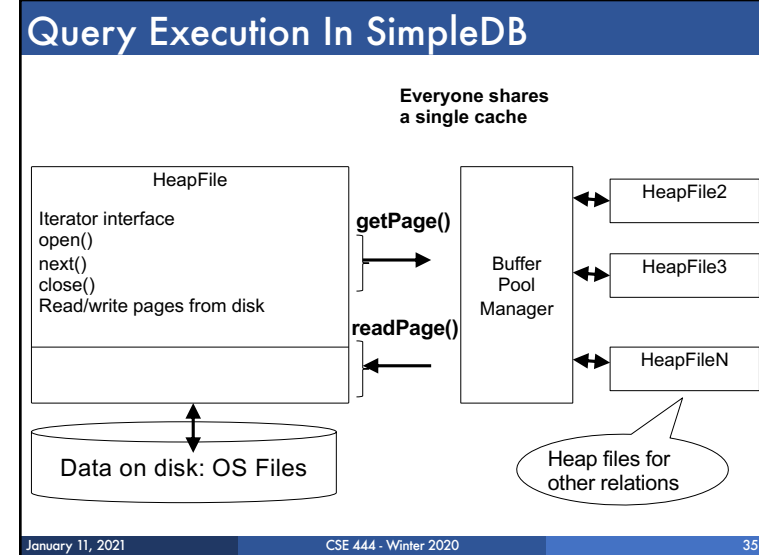 Query Execution In SimpleDB
Everyone shares
a single cache
HeapFile
Iterator interface
open()
next()
close()
Read/write pages from disk
getPage()
readPage()
Buffer
Pool
Manager
HeapFile2
HeapFile3
HeapFileN
Data on disk: OS Files
Heap files for
other relations
January 11, 2021
CSE 444 - Winter 2020
35